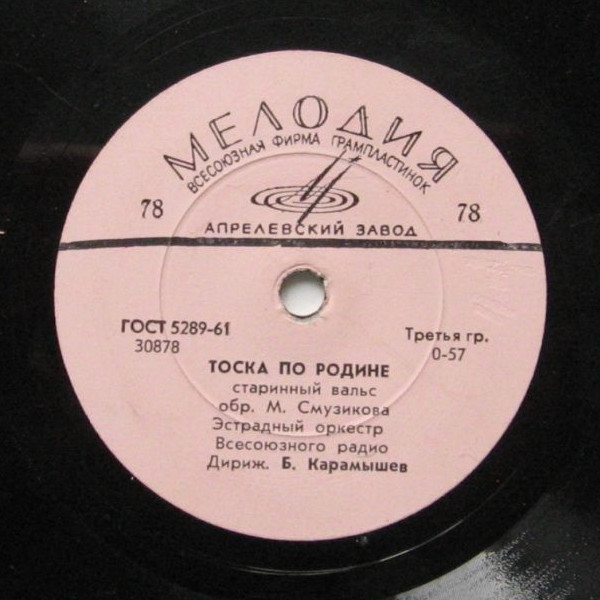 МЕЛОДИЯ
ВСЕСОЮЗНАЯ ФИРМА ГРАМПЛАСТИНОК
78 78
АПРЕЛЕВСКИЙ ЗАВОД
ГОСТ 5289-61 Третья гр.
30878 0-57
ТОСКА ПО РОДИНЕ
старинный вальс
обр. М. Смузикова
Эстрадный оркестр
Всесоюзного радио
Дириж. Б. Карамышев